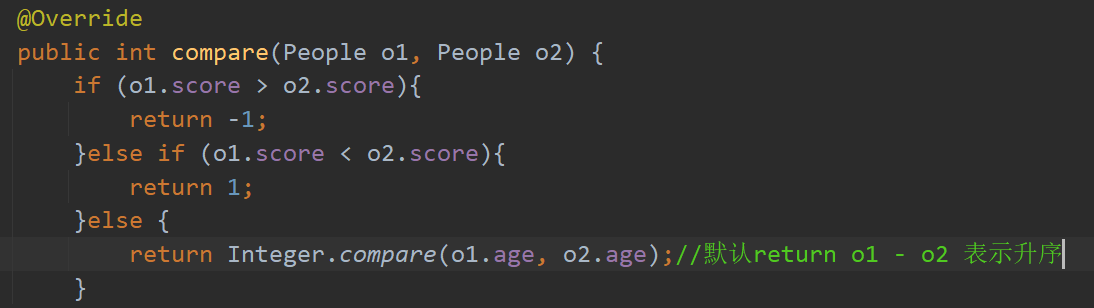 @Override
public int compare(People o1, People o2) {
    if (o1.score > o2.score){
        return -1;
    }else if (o1.score < o2.score){
        return 1;
    }else {
        return Integer.compare(o1.age, o2.age);//默认return o1 - o2 表示升序
    }